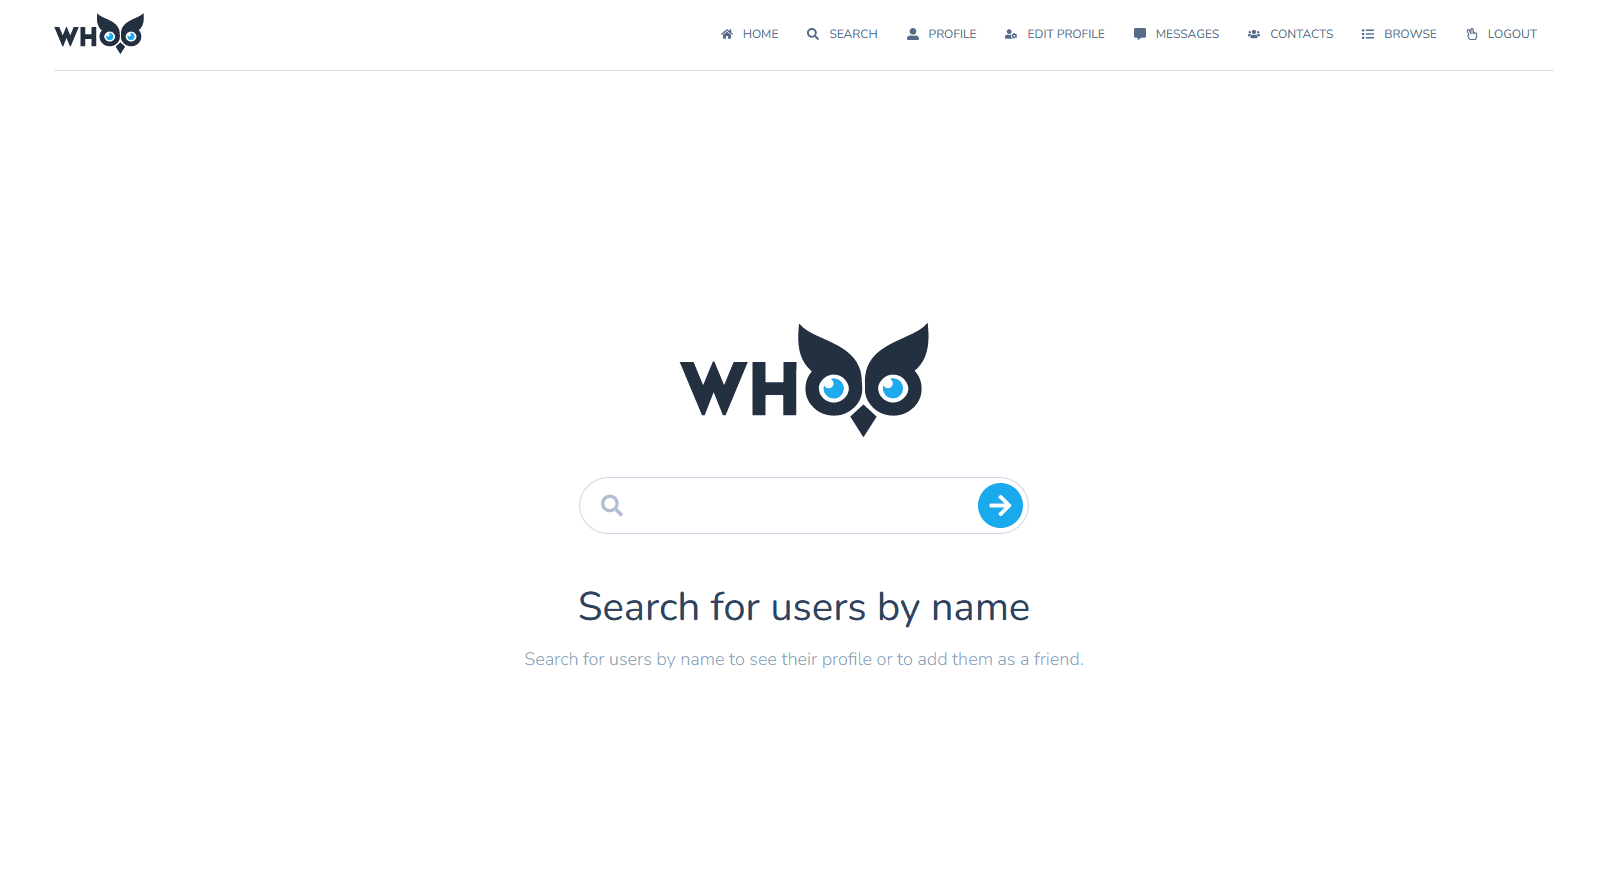 WHOO
HOME SEARCH PROFILE EDIT PROFILE MESSAGES CONTACTS BROWSE LOGOUT
WHOO
Search for users by name
Search for users by name to see their profile or to add them as a friend.